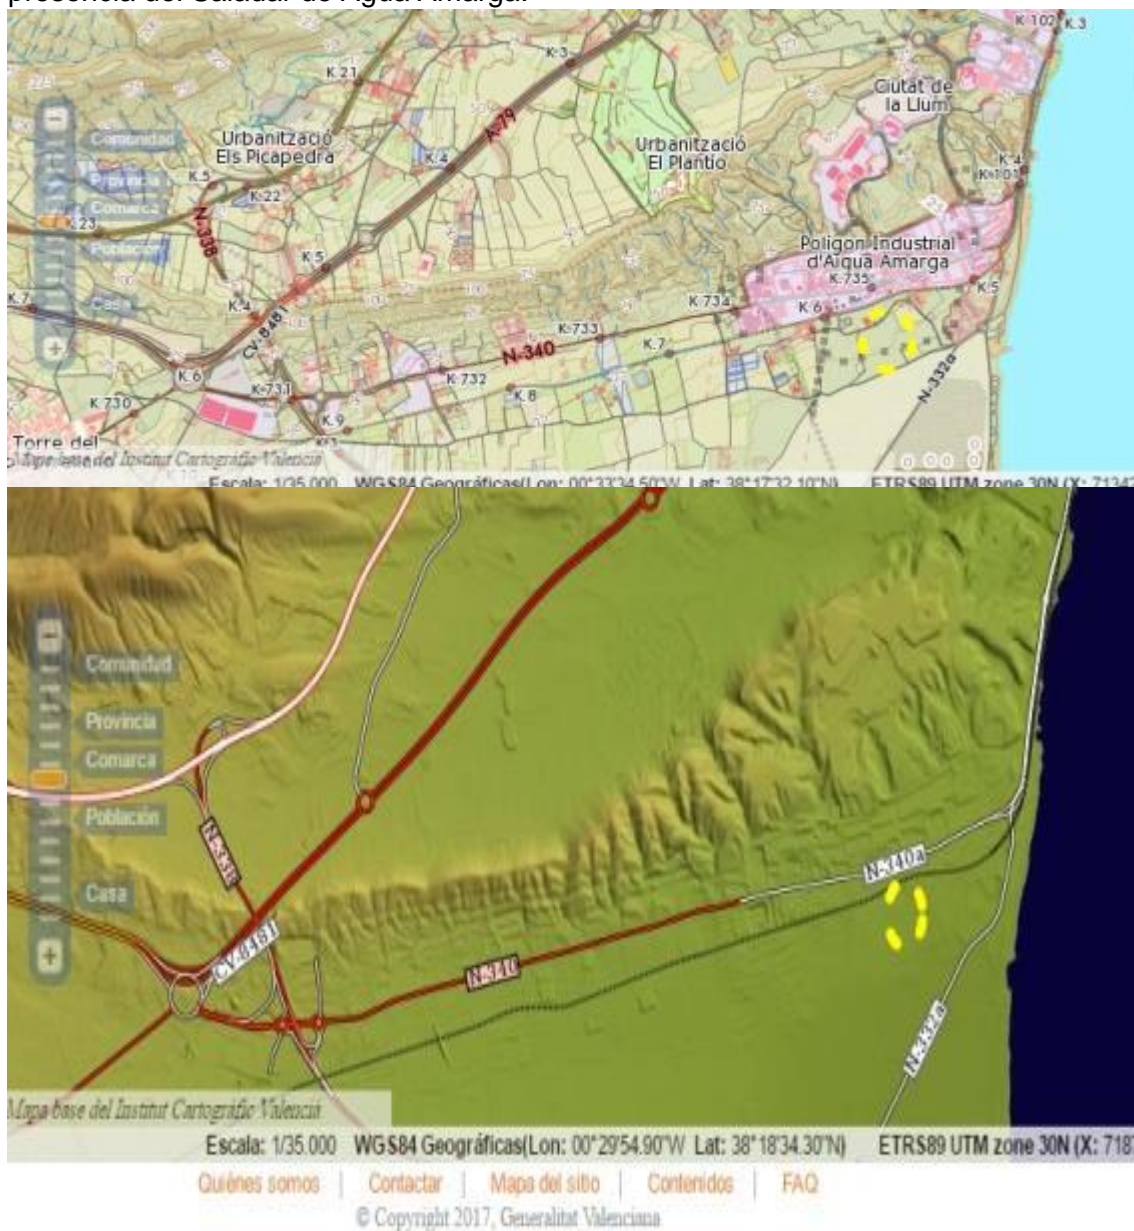 presencia del Saladar de Agua Amarga.
K 102
K.3
K-3
K.21
Ciutat de
la Llum
A-79
Comunidad
Urbanització
Els Picapedra
Urbanització
El Plantío
K.4
K.4
K-101
Provincia
K.5
K.22
Comarca
K.23
N-338
Población
K.5
Polígon Industrial
d'Aigua Amarga
K.735
K.5
K.7
Casa
K.4
K.734
K 6
CV-8481
K.733
N-340
K.7
N-332a
K.6
K.731
K.732
K.8
K 730
K.9
Torre del
Mapa base del Institut Cartogràfic Valencià
Escala: 1/35.000 WGS84 Geográficas(Lon: 00°33'34.50"W Lat: 38°17'32.10"N) ETRS89 UTM zone 30N (X: 71342
Comunidad
Provincia
Comarca
Población
N-338
N-340a
Casa
CV-8481
N-340
N-332a
Mapa base del Institut Cartogràfic Valencià
Escala: 1/35.000 WGS84 Geográficas(Lon: 00°29'54.90"W Lat: 38°18'34.30"N) ETRS89 UTM zone 30N (X: 7187
Quiénes somos | Contactar | Mapa del sitio | Contenidos | FAQ
© Copyright 2017, Generalitat Valenciana